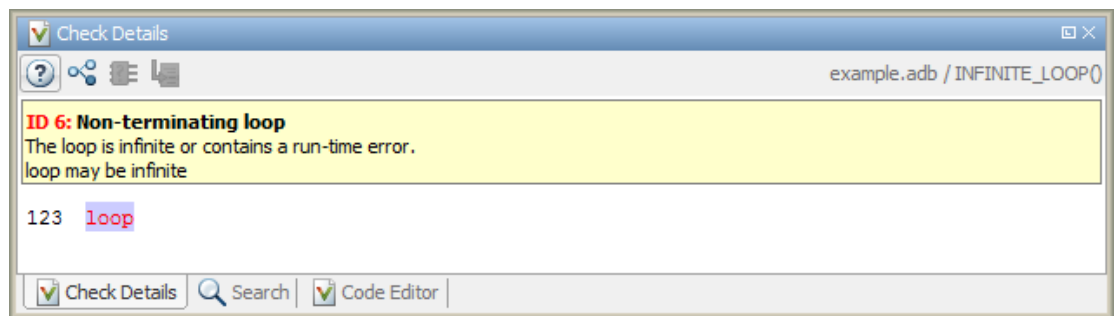 Check Details
example.adb / INFINITE_LOOP()
ID 6: Non-terminating loop
The loop is infinite or contains a run-time error.
loop may be infinite
123 loop
Check Details Search Code Editor